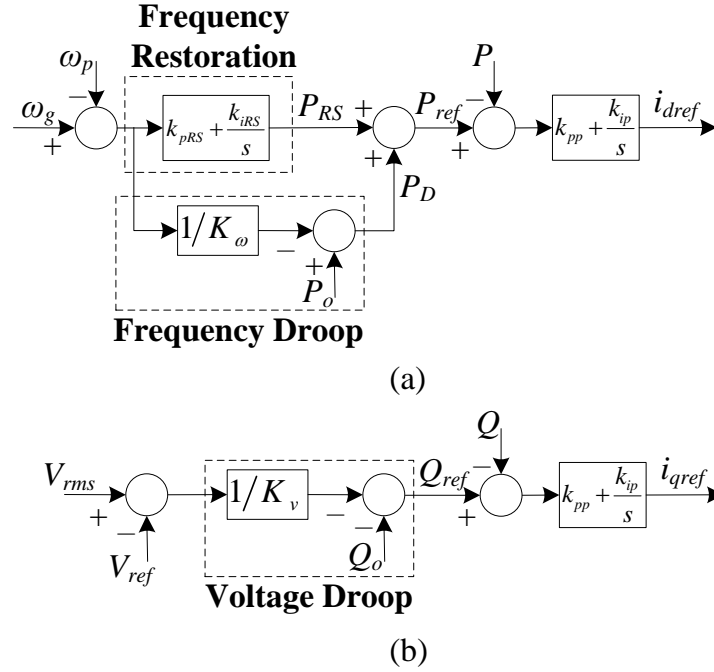 Frequency
Restoration
ω_p
P
ω_g
k_pRS + k_iRS/s
P_RS
P_ref
k_pp + k_ip/s
i_dref
P_D
1/K_ω
P_o
Frequency Droop
(a)
Q
V_rms
1/K_v
Q_ref
k_pp + k_ip/s
i_qref
V_ref
Q_o
Voltage Droop
(b)